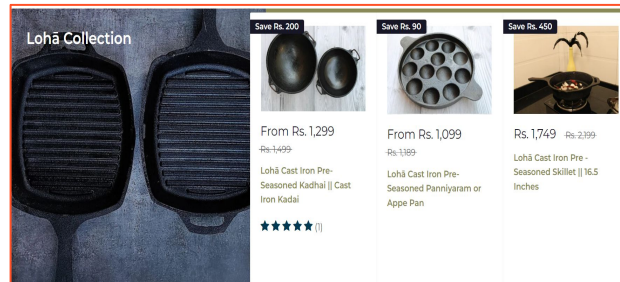 Lohā Collection
Save Rs. 200
From Rs. 1,299
Rs. 1,499
Lohā Cast Iron Pre-
Seasoned Kadhai || Cast
Iron Kadai
(1)
Save Rs. 90
From Rs. 1,099
Rs. 1,189
Lohā Cast Iron Pre-
Seasoned Panniyaram or
Appe Pan
Save Rs. 450
Rs. 1,749 Rs. 2,199
Lohā Cast Iron Pre -
Seasoned Skillet || 16.5
Inches